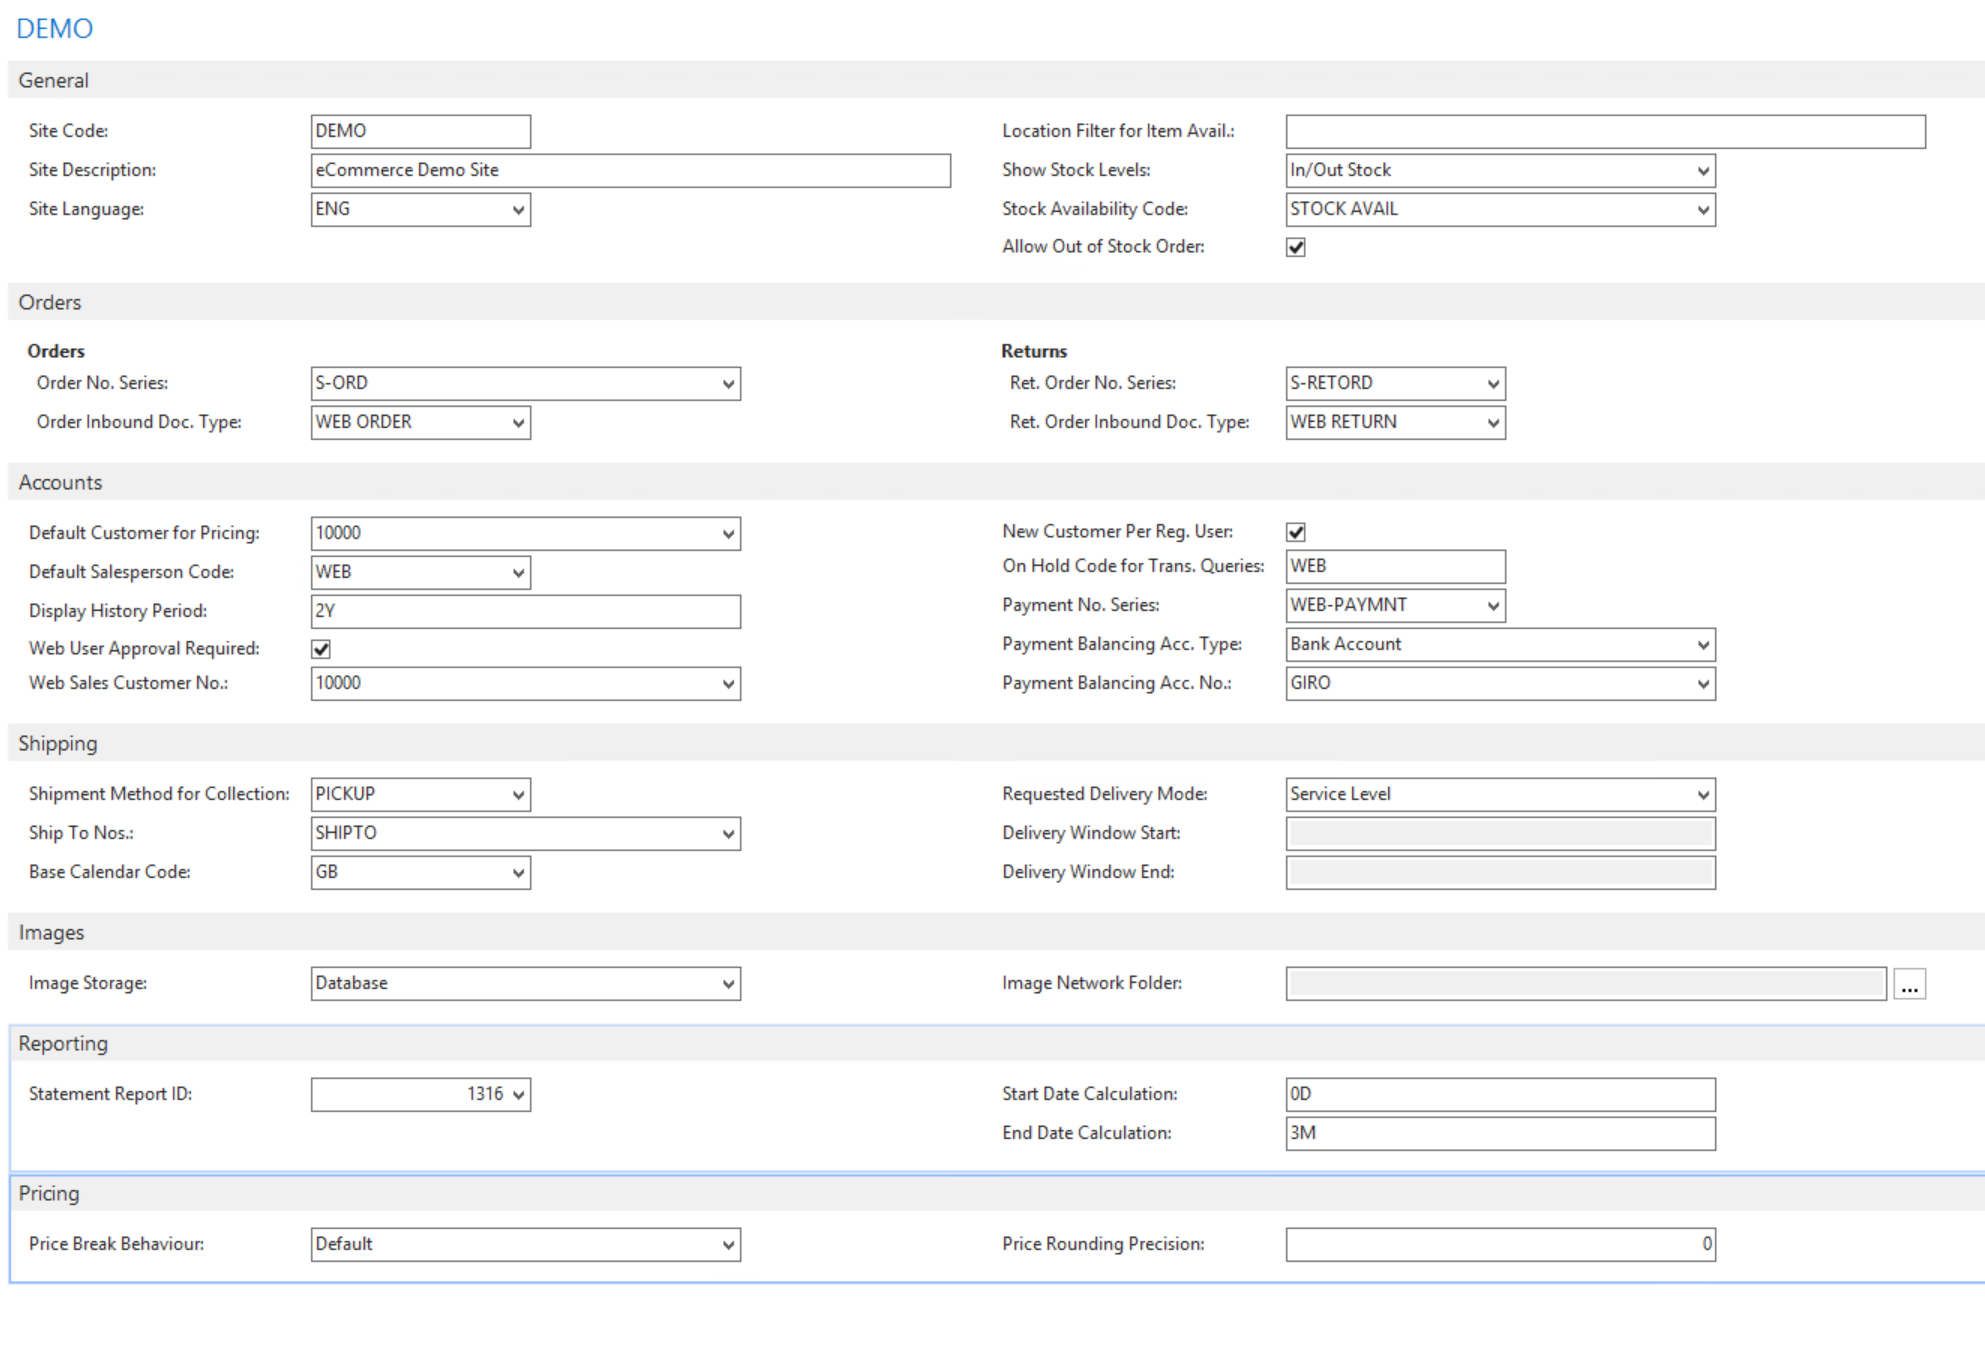 DEMO
General
Site Code: DEMO
Location Filter for Item Avail.:
Site Description: eCommerce Demo Site
Show Stock Levels: In/Out Stock
Site Language: ENG
Stock Availability Code: STOCK AVAIL
Allow Out of Stock Order:
Orders
Orders
Returns
Order No. Series: S-ORD
Ret. Order No. Series: S-RETORD
Order Inbound Doc. Type: WEB ORDER
Ret. Order Inbound Doc. Type: WEB RETURN
Accounts
Default Customer for Pricing: 10000
New Customer Per Reg. User:
Default Salesperson Code: WEB
On Hold Code for Trans. Queries: WEB
Display History Period: 2Y
Payment No. Series: WEB-PAYMNT
Web User Approval Required:
Payment Balancing Acc. Type: Bank Account
Web Sales Customer No.: 10000
Payment Balancing Acc. No.: GIRO
Shipping
Shipment Method for Collection: PICKUP
Requested Delivery Mode: Service Level
Ship To Nos.: SHIPTO
Delivery Window Start:
Base Calendar Code: GB
Delivery Window End:
Images
Image Storage: Database
Image Network Folder: ...
Reporting
Statement Report ID: 1316
Start Date Calculation: 0D
End Date Calculation: 3M
Pricing
Price Break Behaviour: Default
Price Rounding Precision: 0